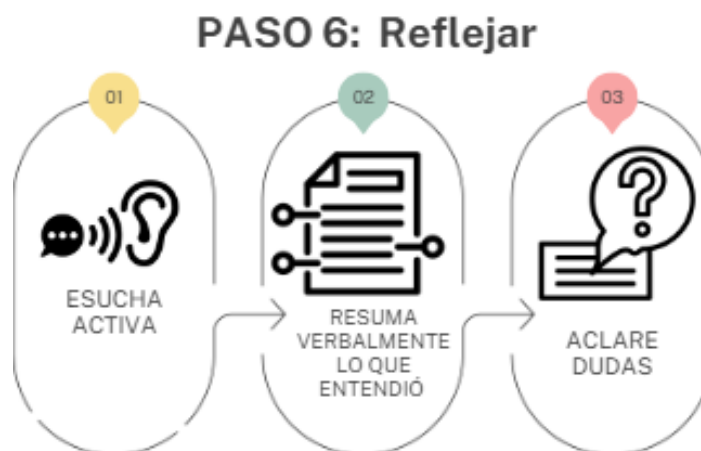 PASO 6: Reflejar
01
ESUCHA
ACTIVA
02
RESUMA
VERBALMENTE
LO QUE
ENTENDIÓ
03
?
ACLARE
DUDAS